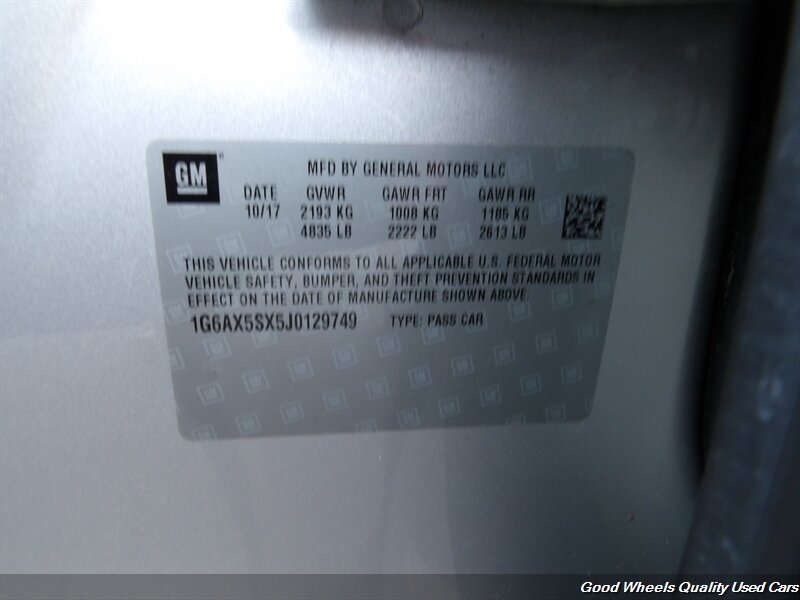 GM
MFD BY GENERAL MOTORS LLC
DATE GVWR GAWR FRT GAWR RR
10/17 2193 KG 1008 KG 1185 KG
4835 LB 2222 LB 2613 LB
THIS VEHICLE CONFORMS TO ALL APPLICABLE U.S. FEDERAL MOTOR
VEHICLE SAFETY, BUMPER, AND THEFT PREVENTION STANDARDS IN
EFFECT ON THE DATE OF MANUFACTURE SHOWN ABOVE.
1G6AX5SX5J0129749 TYPE: PASS CAR
Good Wheels Quality Used Cars